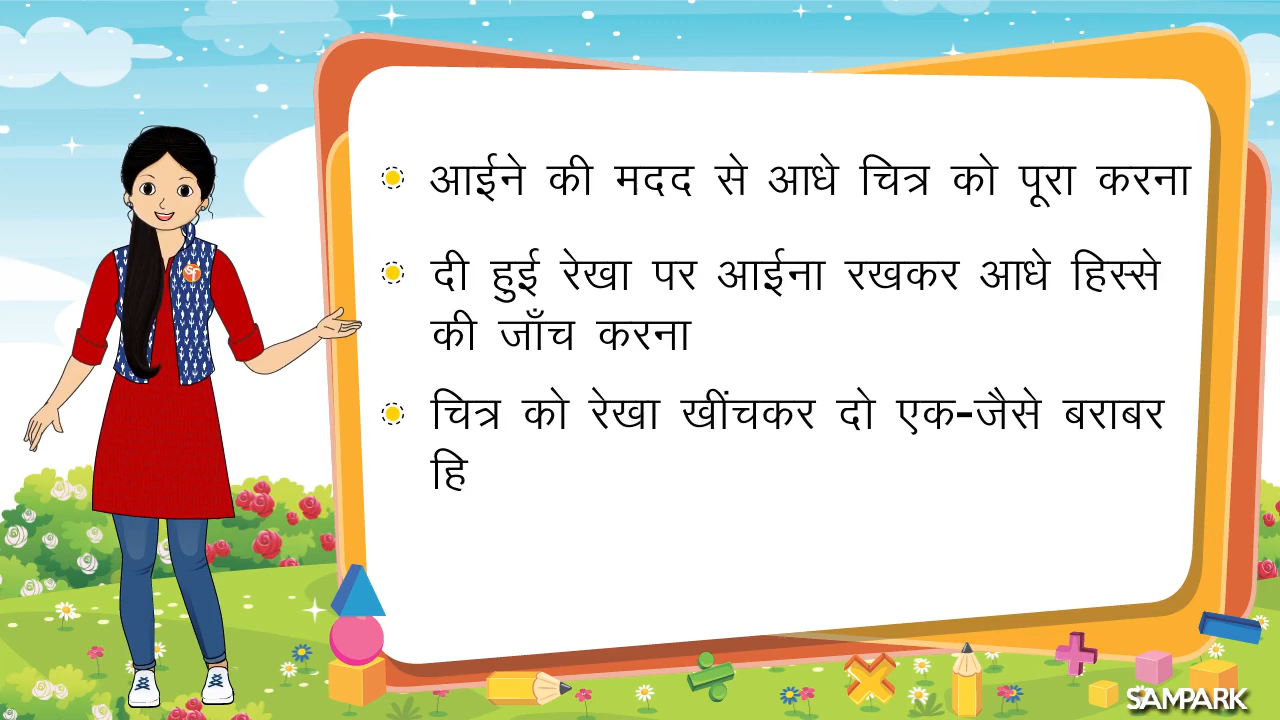 आईने की मदद से आधे चित्र को पूरा करना
दी हुई रेखा पर आईना रखकर आधे हिस्से
की जाँच करना
चित्र को रेखा खींचकर दो एक-जैसे बराबर
हि
SAMPARK